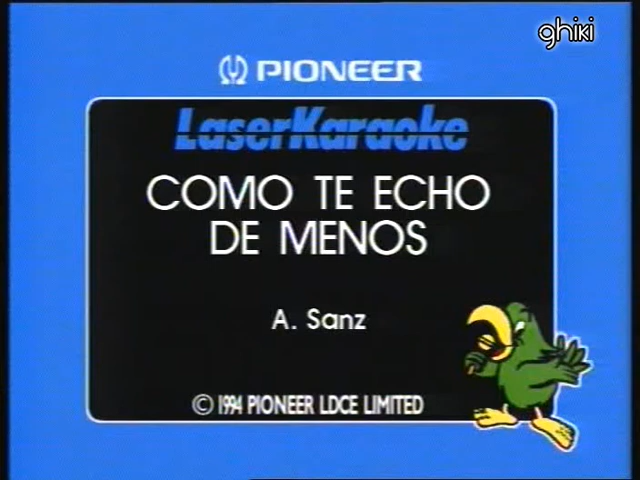 ghiki
PIONEER
LaserKaraoke
COMO TE ECHO
DE MENOS
A. Sanz
© 1994 PIONEER LDCE LIMITED